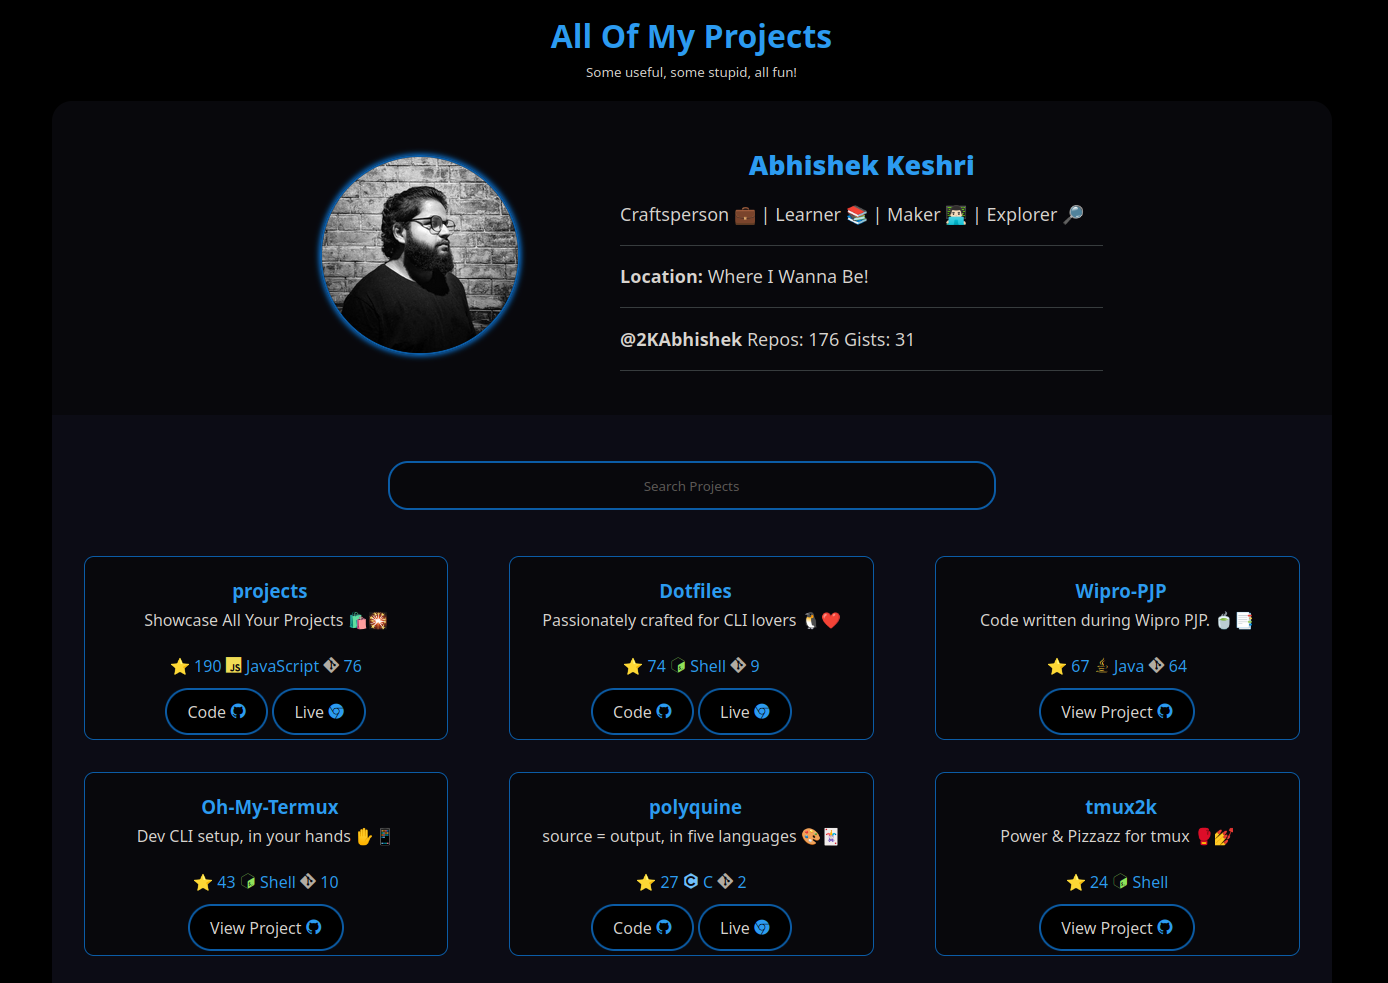 All Of My Projects
Some useful, some stupid, all fun!
Abhishek Keshri
Craftsperson 💼 | Learner 📚 | Maker 👨🏻‍💻 | Explorer 🔎
Location: Where I Wanna Be!
@2KAbhishek Repos: 176 Gists: 31
Search Projects
projects
Showcase All Your Projects 🛍️🎇
⭐ 190 JS JavaScript 76
Code Live
Dotfiles
Passionately crafted for CLI lovers 🐧❤️
⭐ 74 Shell 9
Code Live
Wipro-PJP
Code written during Wipro PJP. 🍵📑
⭐ 67 Java 64
View Project
Oh-My-Termux
Dev CLI setup, in your hands ✋📱
⭐ 43 Shell 10
View Project
polyquine
source = output, in five languages 🎨🃏
⭐ 27 C C 2
Code Live
tmux2k
Power & Pizzazz for tmux 🥊💅
⭐ 24 Shell
View Project